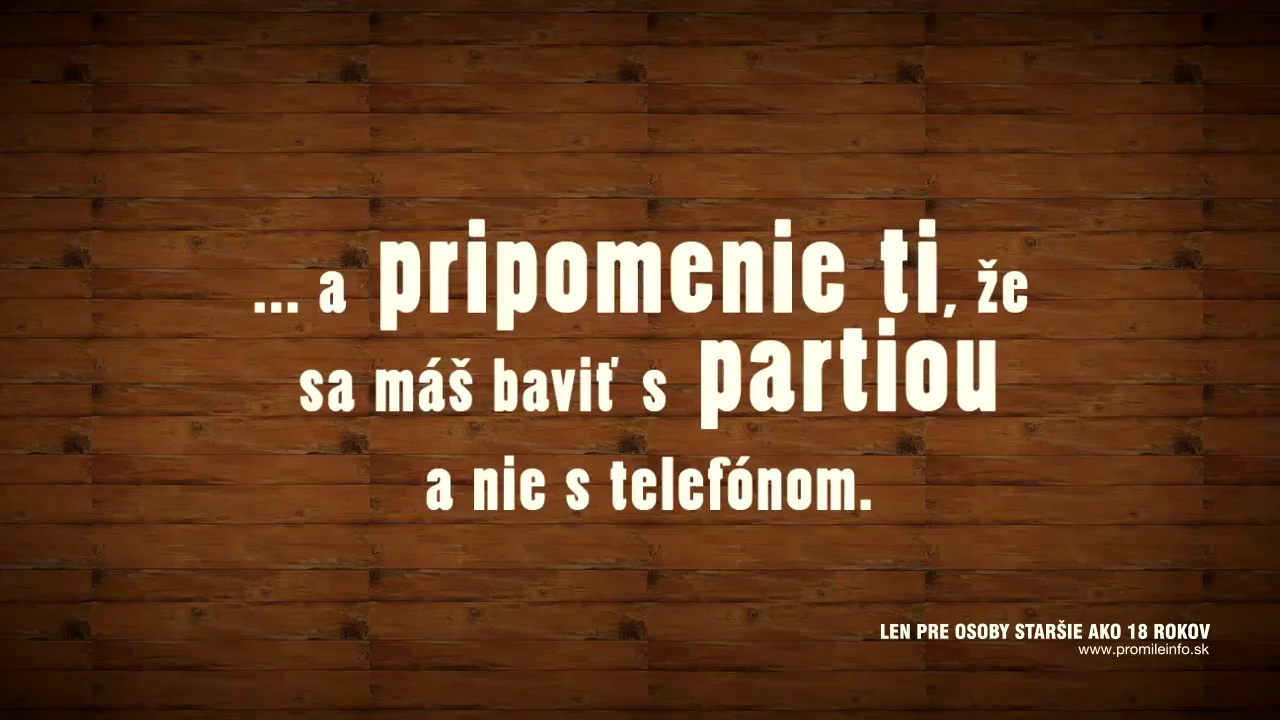 ... a pripomenie ti, že
sa máš baviť s partiou
a nie s telefónom.
LEN PRE OSOBY STARŠIE AKO 18 ROKOV
www.promileinfo.sk